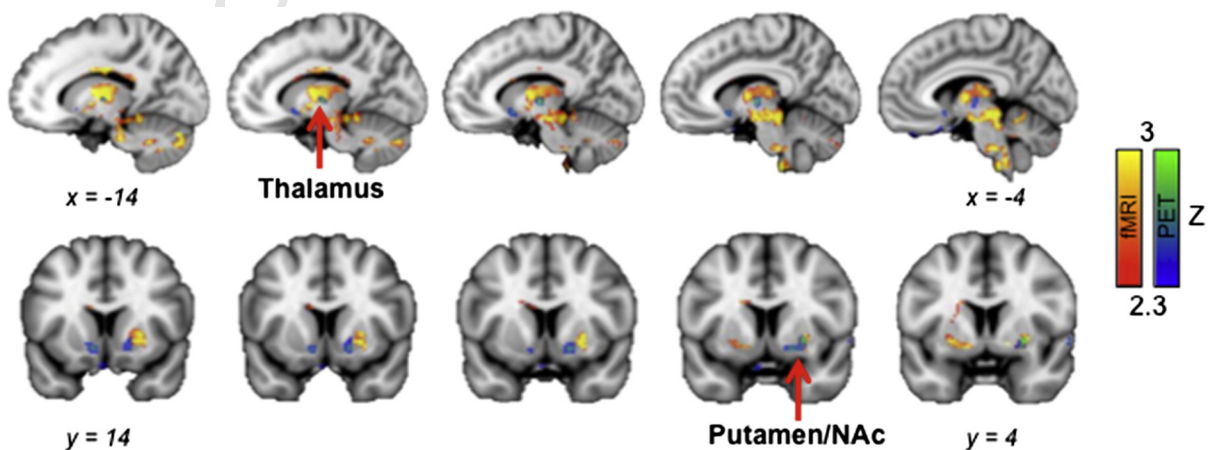 Thalamus
x = -14
x = -4
3
fMRI
PET
Z
2.3
Putamen/NAc
y = 14
y = 4